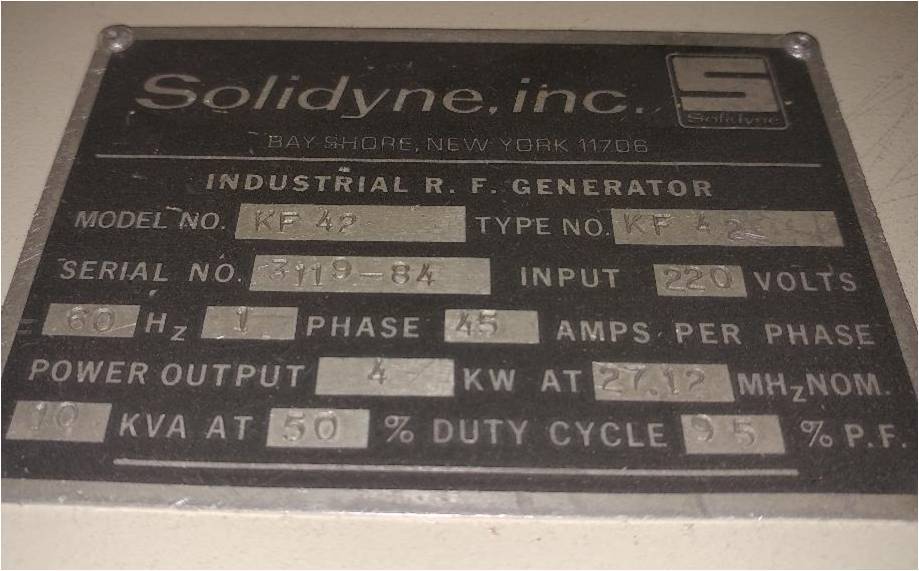 Solidyne, inc.
S
Solidyne
BAY SHORE, NEW YORK 11706
INDUSTRIAL R. F. GENERATOR
MODEL NO. KF 42 TYPE NO. KF 42
SERIAL NO. 3119-84 INPUT 220 VOLTS
60 Hz 1 PHASE 45 AMPS PER PHASE
POWER OUTPUT 4 KW AT 27.12 MHz NOM.
10 KVA AT 50 % DUTY CYCLE 95 % P.F.